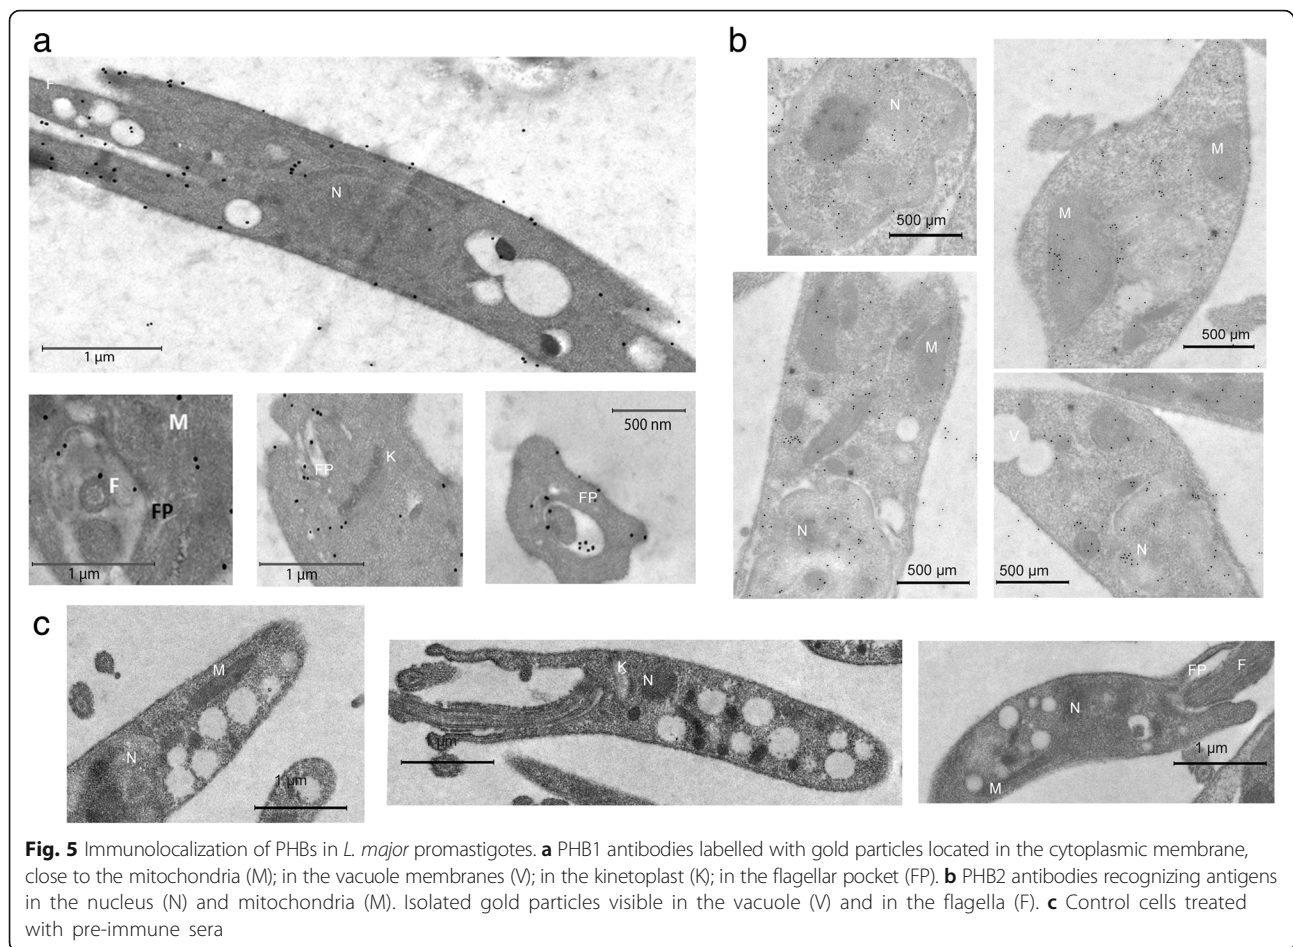 a
F
N
1 µm
M
F
FP
1 µm
FP
K
1 µm
500 nm
FP
b
N
500 µm
M
M
500 µm
M
N
500 µm
V
N
500 µm
c
M
N
1 µm
K
N
µm
FP
F
N
M
1 µm
Fig. 5 Immunolocalization of PHBs in L. major promastigotes. a PHB1 antibodies labelled with gold particles located in the cytoplasmic membrane,
close to the mitochondria (M); in the vacuole membranes (V); in the kinetoplast (K); in the flagellar pocket (FP). b PHB2 antibodies recognizing antigens
in the nucleus (N) and mitochondria (M). Isolated gold particles visible in the vacuole (V) and in the flagella (F). c Control cells treated
with pre-immune sera